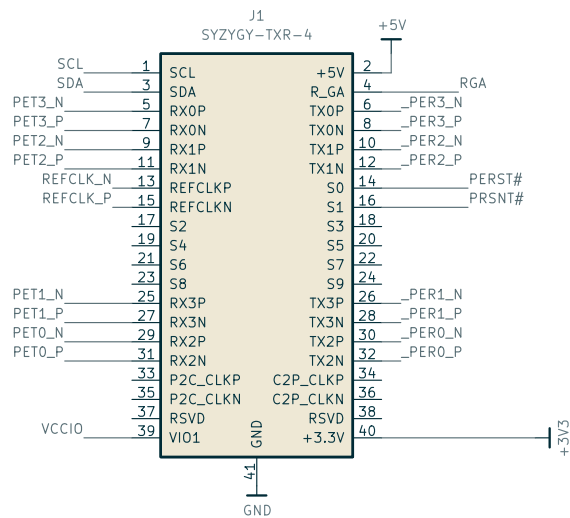 J1
SYZYGY-TXR-4
+5V
SCL 1 SCL +5V 2
SDA 3 SDA R_GA 4 RGA
PET3_N 5 RX0P TX0P 6 _PER3_N
PET3_P 7 RX0N TX0N 8 _PER3_P
PET2_N 9 RX1P TX1P 10 _PER2_N
PET2_P 11 RX1N TX1N 12 _PER2_P
REFCLK_N 13 REFCLKP S0 14 PERST#
REFCLK_P 15 REFCLKN S1 16 PRSNT#
17 S2 S3 18
19 S4 S5 20
21 S6 S7 22
23 S8 S9 24
PET1_N 25 RX3P TX3P 26 _PER1_N
PET1_P 27 RX3N TX3N 28 _PER1_P
PET0_N 29 RX2P TX2P 30 _PER0_N
PET0_P 31 RX2N TX2N 32 _PER0_P
33 P2C_CLKP C2P_CLKP 34
35 P2C_CLKN C2P_CLKN 36
37 RSVD RSVD 38
VCCIO 39 VIO1 GND +3.3V 40 +3V3
41
GND